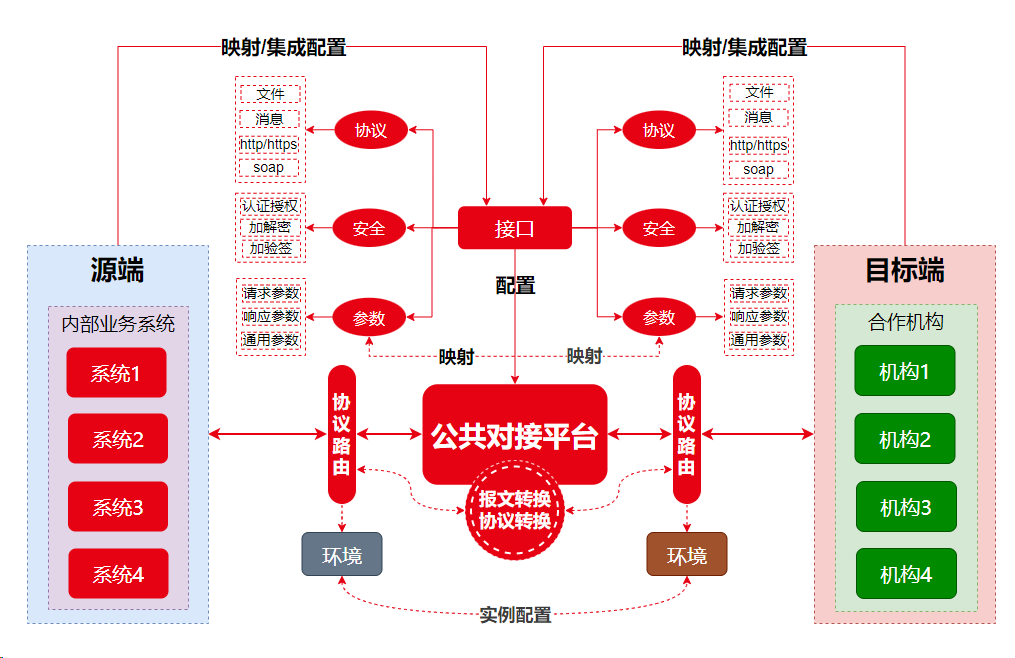 映射/集成配置
映射/集成配置
文件
消息
http/https
soap
协议
认证授权
加解密
加验签
安全
请求参数
响应参数
通用参数
参数
接口
配置
协议
文件
消息
http/https
soap
安全
认证授权
加解密
加验签
参数
请求参数
响应参数
通用参数
映射
映射
源端
内部业务系统
系统1
系统2
系统3
系统4
协议路由
公共对接平台
报文转换
协议转换
协议路由
环境
环境
实例配置
目标端
合作机构
机构1
机构2
机构3
机构4